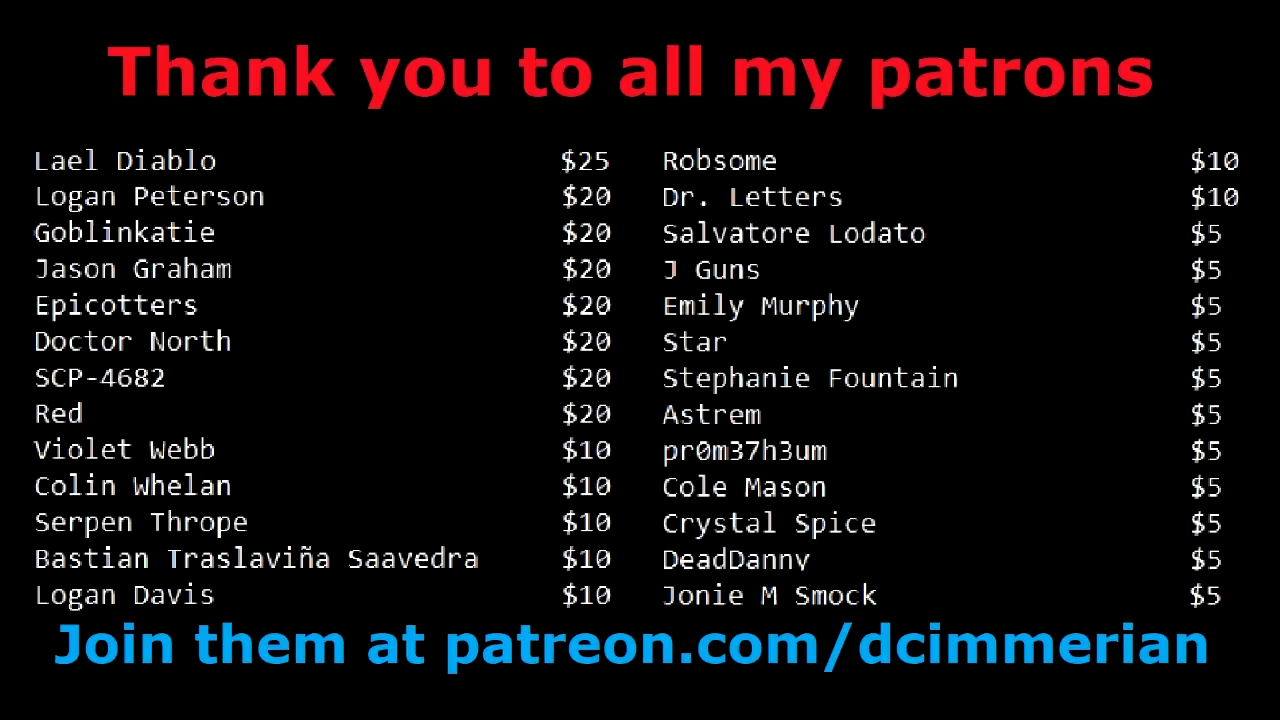 Thank you to all my patrons
Lael Diablo $25
Logan Peterson $20
Goblinkatie $20
Jason Graham $20
Epicotters $20
Doctor North $20
SCP-4682 $20
Red $20
Violet Webb $10
Colin Whelan $10
Serpen Thrope $10
Bastian Traslaviña Saavedra $10
Logan Davis $10
Robsome $10
Dr. Letters $10
Salvatore Lodato $5
J Guns $5
Emily Murphy $5
Star $5
Stephanie Fountain $5
Astrem $5
pr0m37h3um $5
Cole Mason $5
Crystal Spice $5
DeadDanny $5
Jonie M Smock $5
Join them at patreon.com/dcimmerian